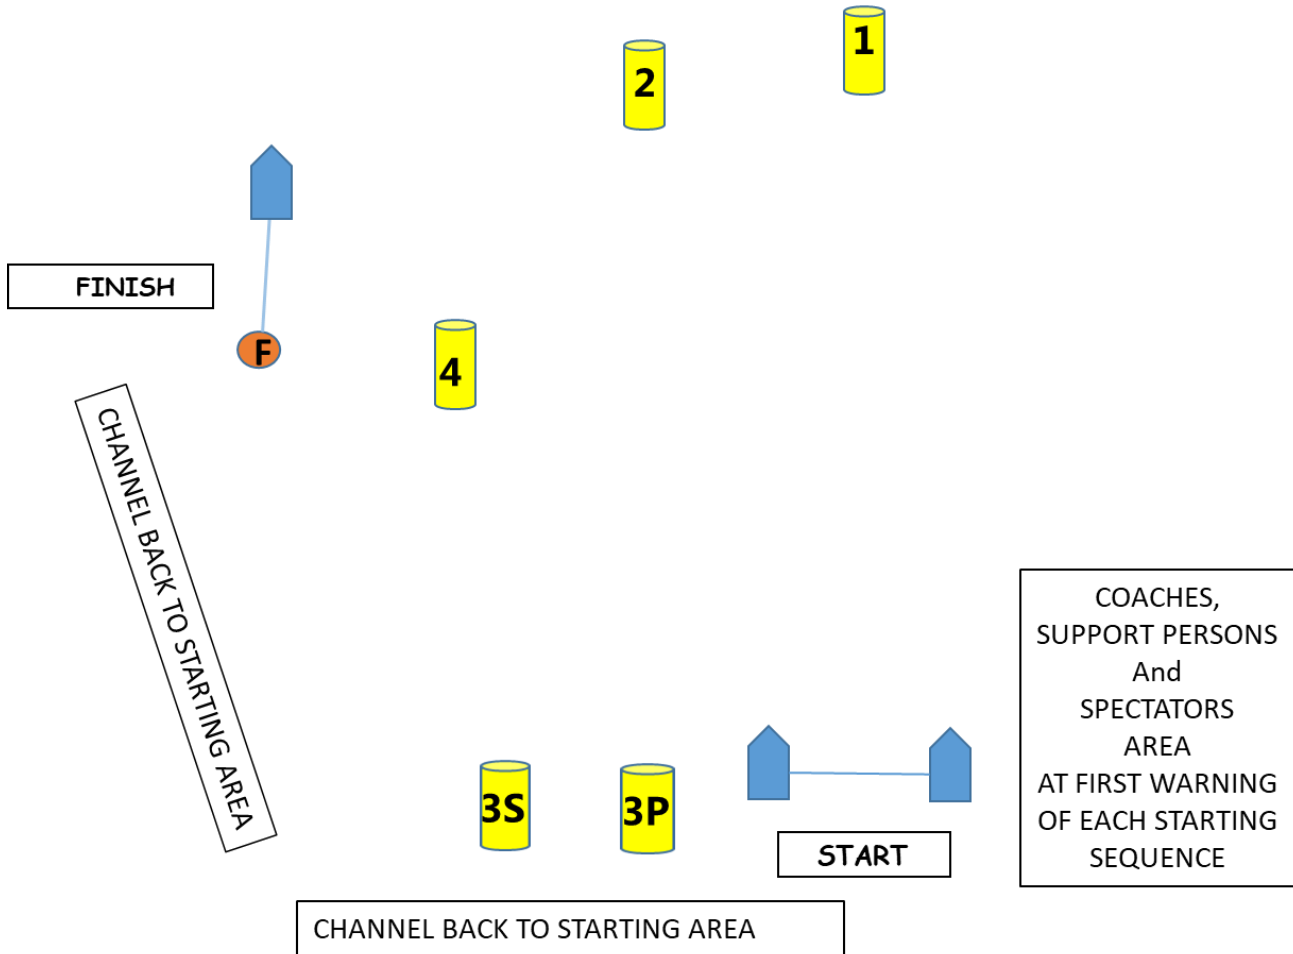 1
2
FINISH
F
4
CHANNEL BACK TO STARTING AREA
COACHES,
SUPPORT PERSONS
And
SPECTATORS
AREA
AT FIRST WARNING
OF EACH STARTING
SEQUENCE
3S
3P
START
CHANNEL BACK TO STARTING AREA